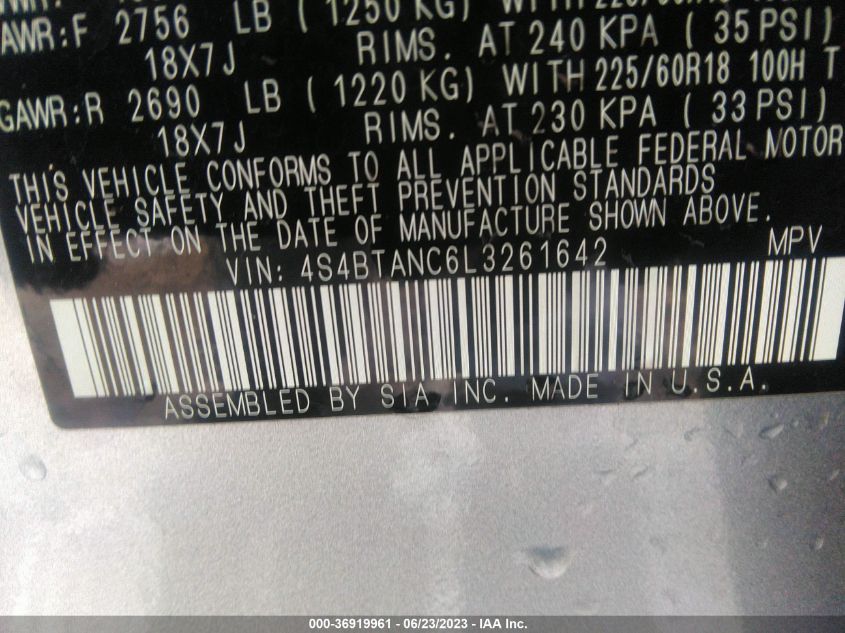 GAWR:F 2756 LB ( 1250 KG) WITH 225/60R18
18X7J RIMS. AT 240 KPA ( 35 PSI)
GAWR:R 2690 LB ( 1220 KG) WITH 225/60R18 100H T
18X7J RIMS. AT 230 KPA ( 33 PSI)
THIS VEHICLE CONFORMS TO ALL APPLICABLE FEDERAL MOTOR
VEHICLE SAFETY AND THEFT PREVENTION STANDARDS
IN EFFECT ON THE DATE OF MANUFACTURE SHOWN ABOVE.
VIN: 4S4BTANC6L3261642 MPV
ASSEMBLED BY SIA INC. MADE IN U.S.A.
000-36919961 - 06/23/2023 - IAA Inc.